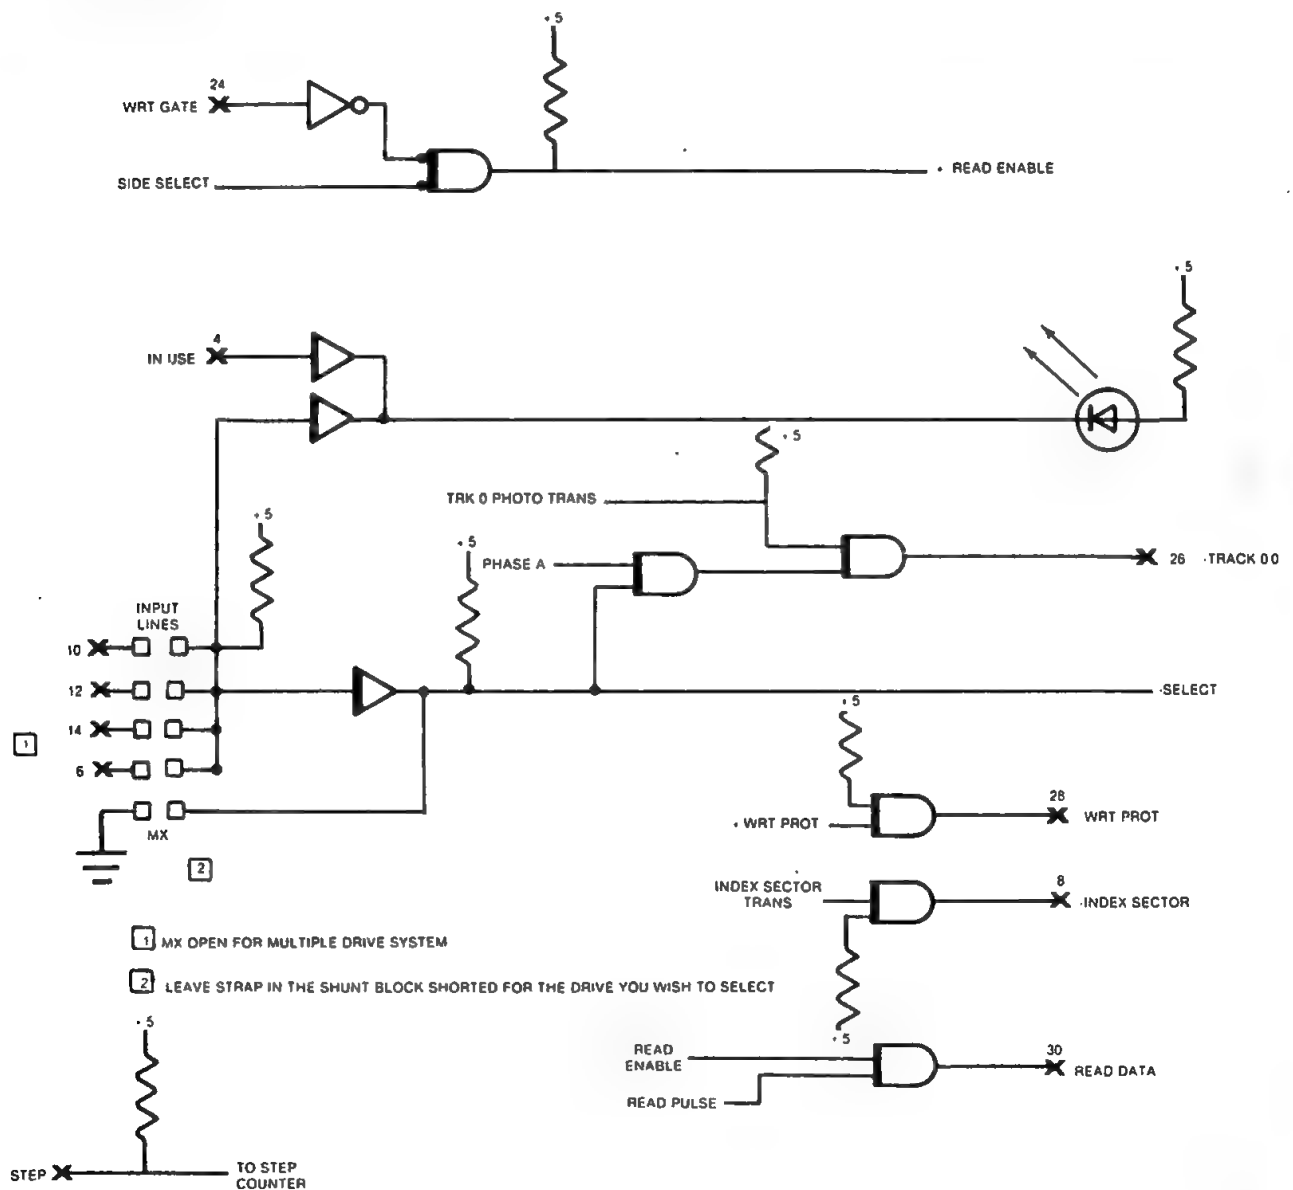 + 5
24
WRT GATE
SIDE SELECT
+ READ ENABLE
+ 5
4
IN USE
+ 5
TRK 0 PHOTO TRANS
+ 5
+ 5
PHASE A
26 -TRACK 0 0
INPUT
LINES
10
12
-SELECT
14
+ 5
1
6
28
+ WRT PROT
WRT PROT
MX
2
INDEX SECTOR
TRANS
8
-INDEX SECTOR
1 MX OPEN FOR MULTIPLE DRIVE SYSTEM
2 LEAVE STRAP IN THE SHUNT BLOCK SHORTED FOR THE DRIVE YOU WISH TO SELECT
+ 5
+ 5
READ
ENABLE
30
READ DATA
READ PULSE
STEP
TO STEP
COUNTER